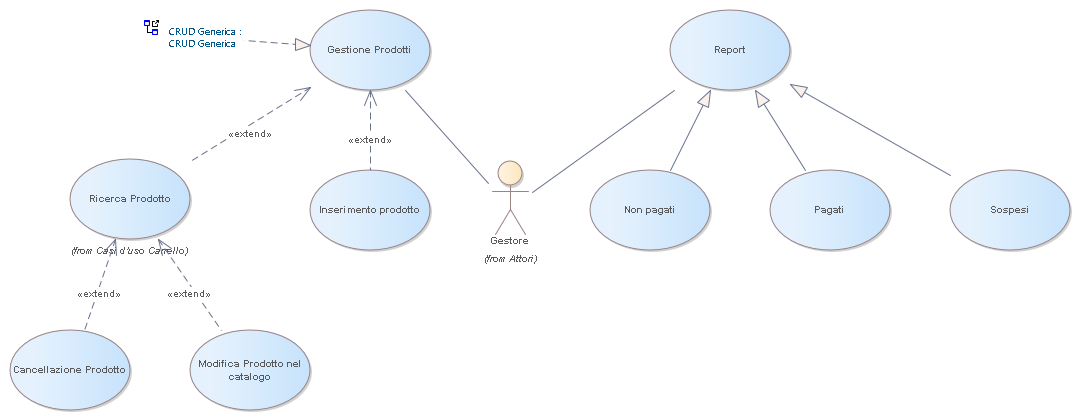 CRUD Generica :
CRUD Generica
Gestione Prodotti
Report
«extend»
«extend»
Ricerca Prodotto
Inserimento prodotto
Non pagati
Pagati
Sospesi
Gestore
(from Attori)
(from Casi d'uso Carrello)
«extend»
«extend»
Cancellazione Prodotto
Modifica Prodotto nel
catalogo